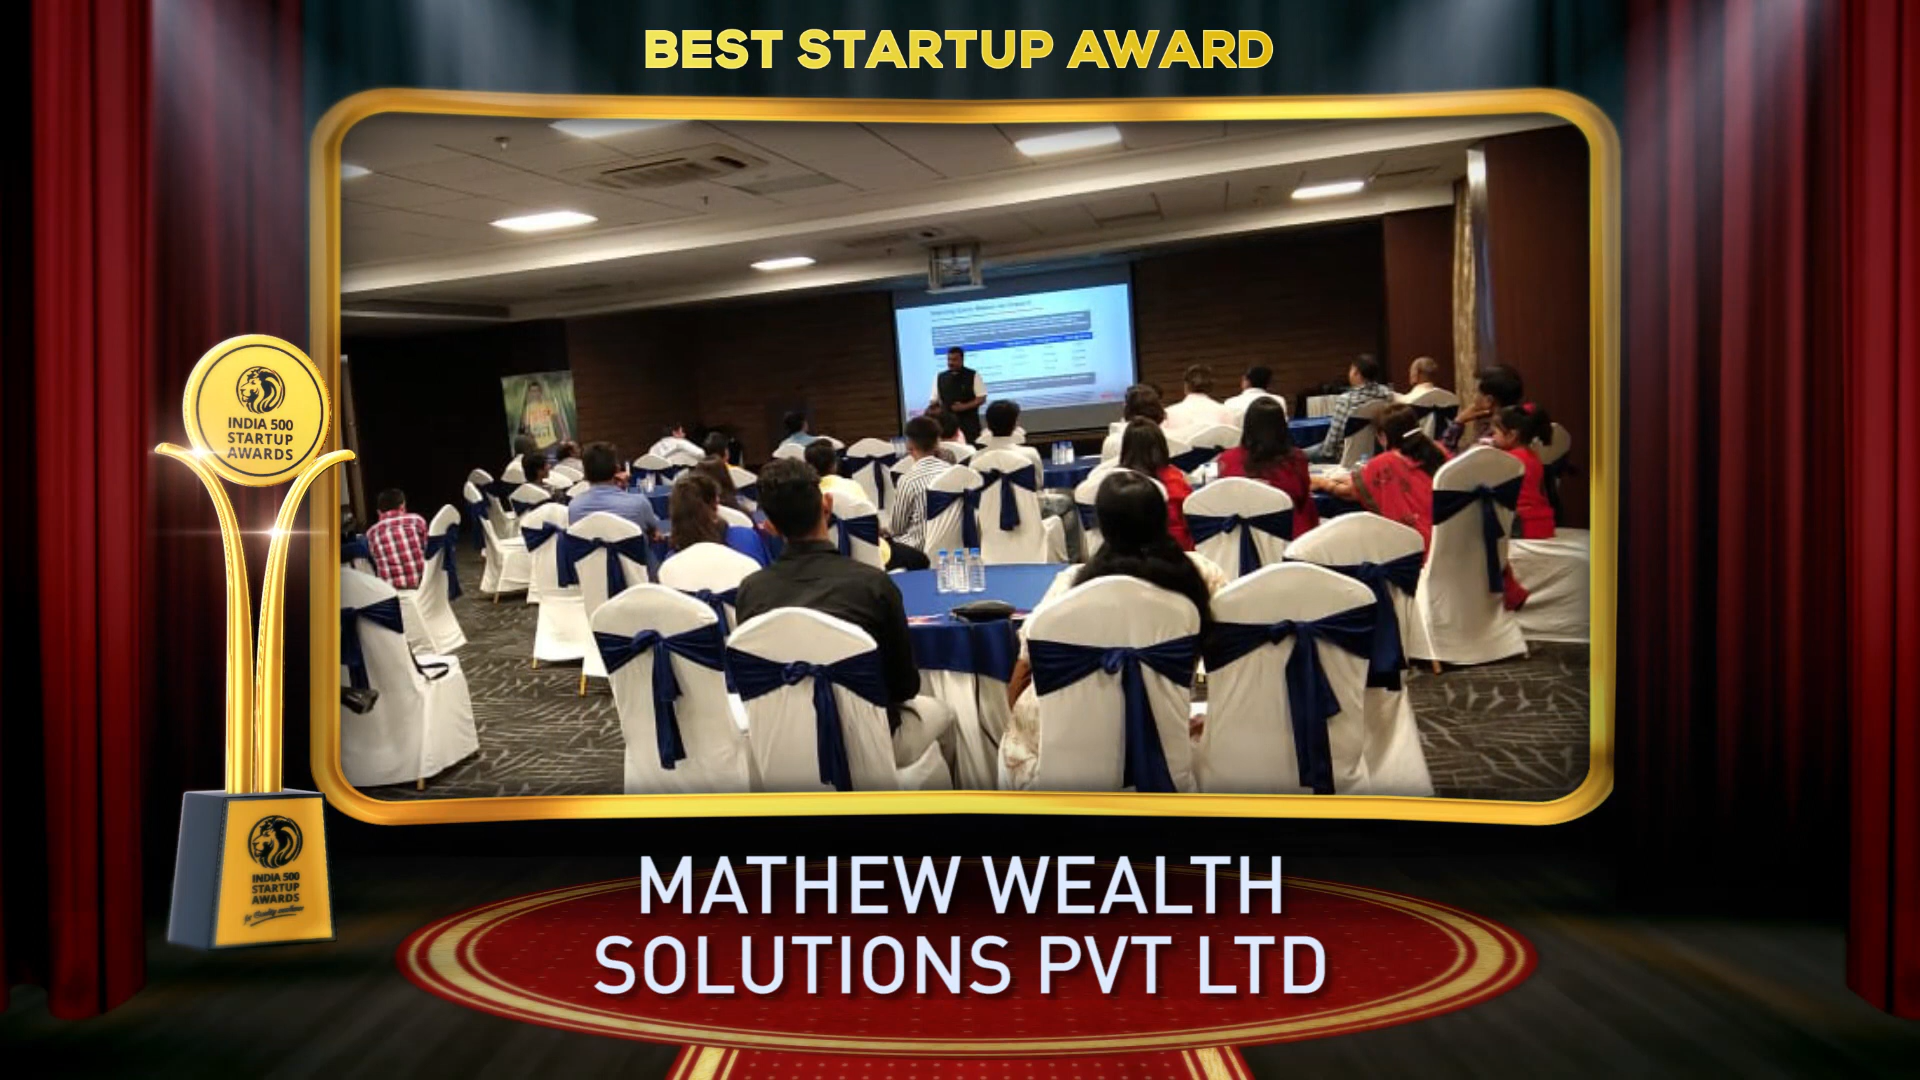 BEST STARTUP AWARD
INDIA 500
STARTUP
AWARDS
INDIA 500
STARTUP
AWARDS
MATHEW WEALTH
SOLUTIONS PVT LTD